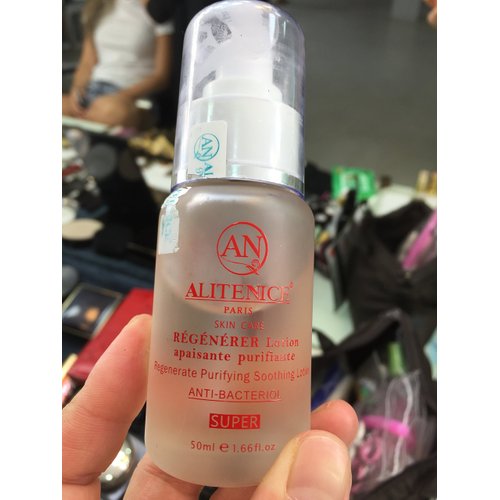 AN
AN
ALITENICE®
PARIS
SKIN CARE
RÉGÉNÉRER Lotion
apaisante purifiante
Regenerate Purifying Soothing Lotion
ANTI-BACTERIOL
SUPER
50ml e 1.66fl.oz